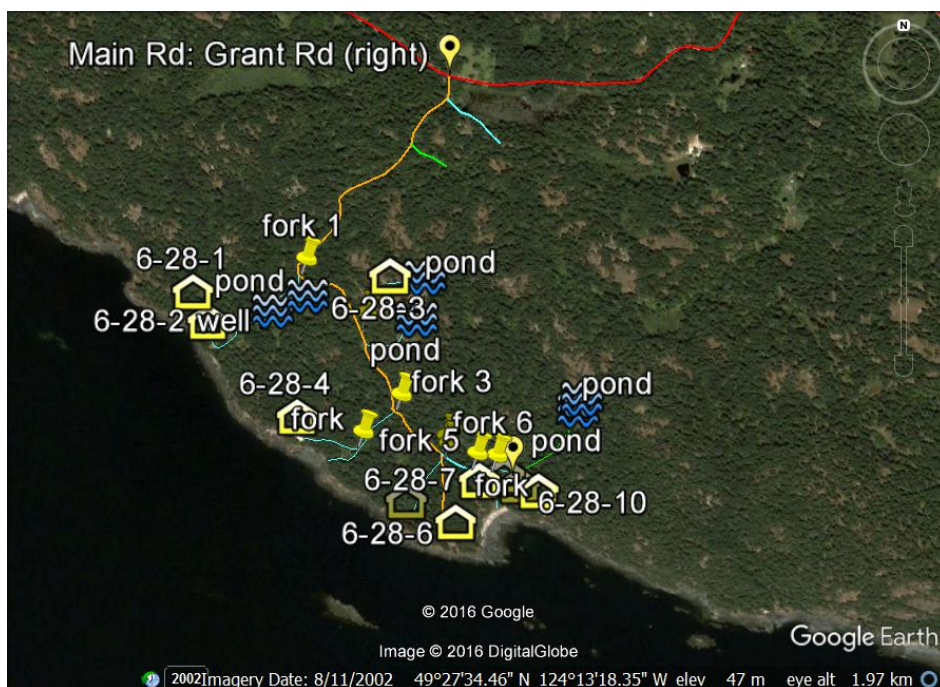 N
Main Rd: Grant Rd (right)
fork 1
6-28-1
pond
pond
6-28-2 well
6-28-3
pond
6-28-4
fork 3
pond
fork
fork 5
fork 6
pond
6-28-7
fork
6-28-10
6-28-6
© 2016 Google
Google Earth
Image © 2016 DigitalGlobe
2002
Imagery Date: 8/11/2002 49°27'34.46" N 124°13'18.35" W elev 47 m eye alt 1.97 km